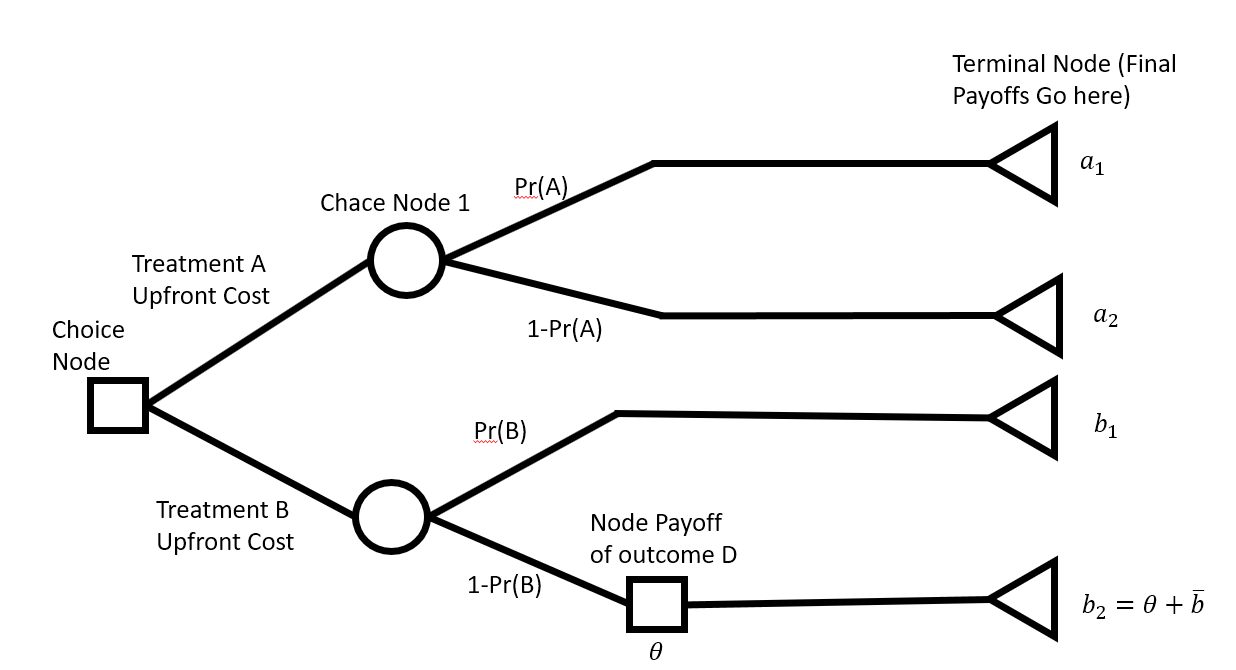 Terminal Node (Final
Payoffs Go here)
a₁
Pr(A)
Chace Node 1
Treatment A
Upfront Cost
a₂
1-Pr(A)
Choice
Node
b₁
Pr(B)
Treatment B
Upfront Cost
Node Payoff
of outcome D
1-Pr(B)
b₂ = θ + b̅
θ